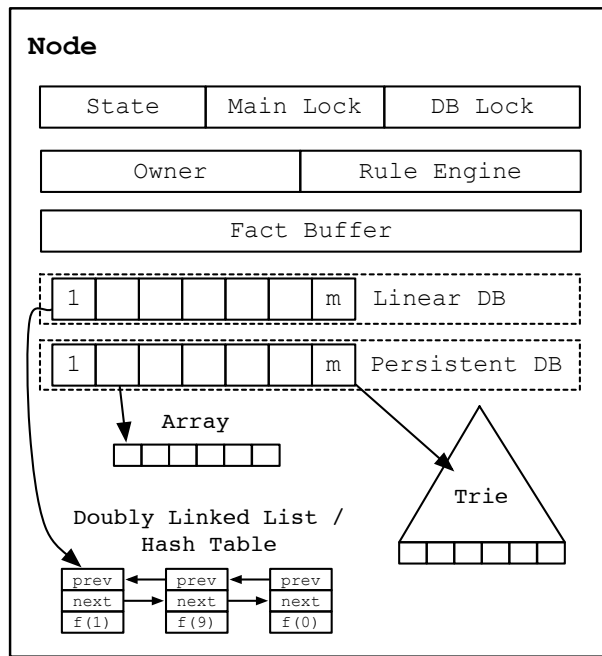 Node
State Main Lock DB Lock
Owner Rule Engine
Fact Buffer
1 m Linear DB
1 m Persistent DB
Array
Trie
Doubly Linked List /
Hash Table
prev prev prev
next next next
f(1) f(9) f(0)